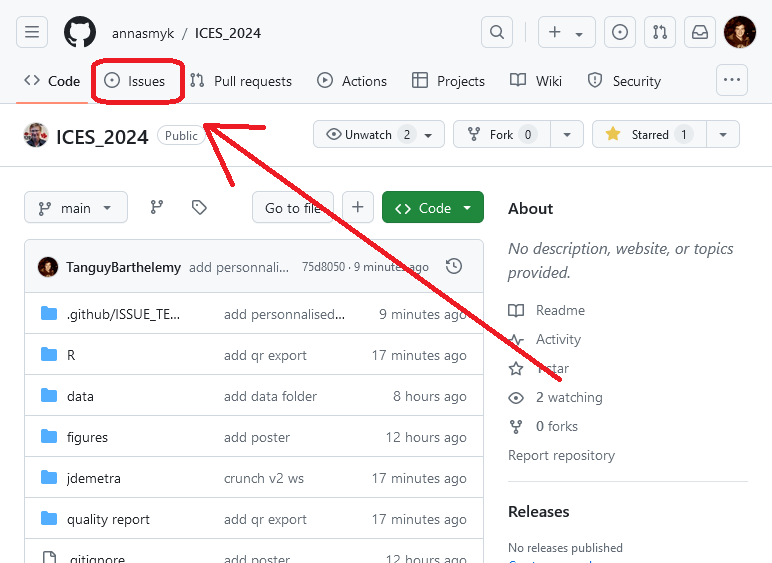 annasmyk / ICES_2024
Code Issues Pull requests Actions Projects Wiki Security
ICES_2024 Public Unwatch 2 Fork 0 Starred 1
main Go to file Code
About
No description, website, or topics
provided.
TanguyBarthelemy add personnali... 75d8050 · 9 minutes ago
.github/ISSUE_TE... add personnalised... 9 minutes ago
Readme
R add qr export 17 minutes ago
Activity
1 star
data add data folder 8 hours ago
2 watching
figures add poster 12 hours ago
0 forks
Report repository
jdemetra crunch v2 ws 17 minutes ago
Releases
quality report add qr export 17 minutes ago
No releases published
.gitignore add poster 12 hours ago